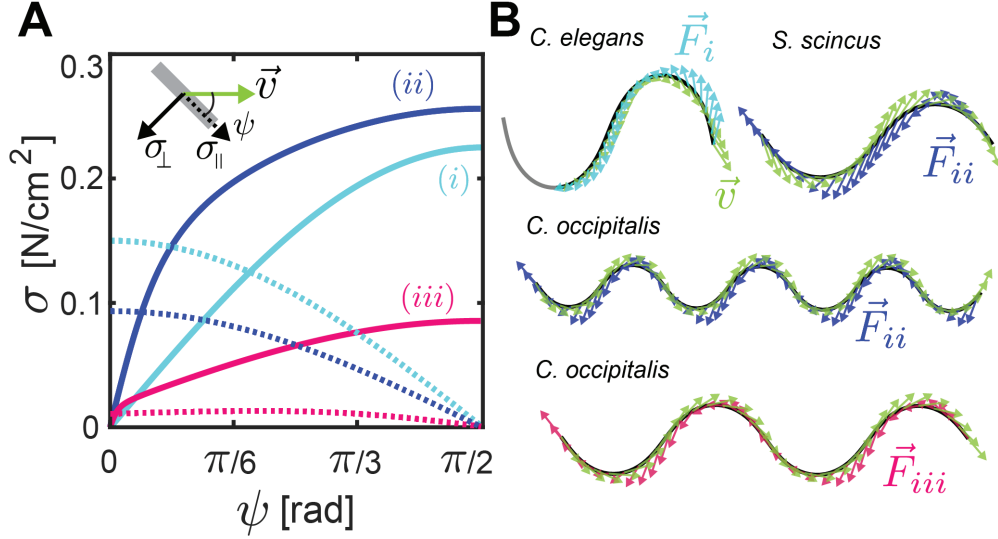 A
σ [N/cm²]
0.3
0.2
0.1
0
0
π/6
π/3
π/2
ψ [rad]
v⃗
ψ
σ⊥
σ∥
(ii)
(i)
(iii)
B
C. elegans
F⃗i
v⃗
S. scincus
F⃗ii
C. occipitalis
F⃗ii
C. occipitalis
F⃗iii